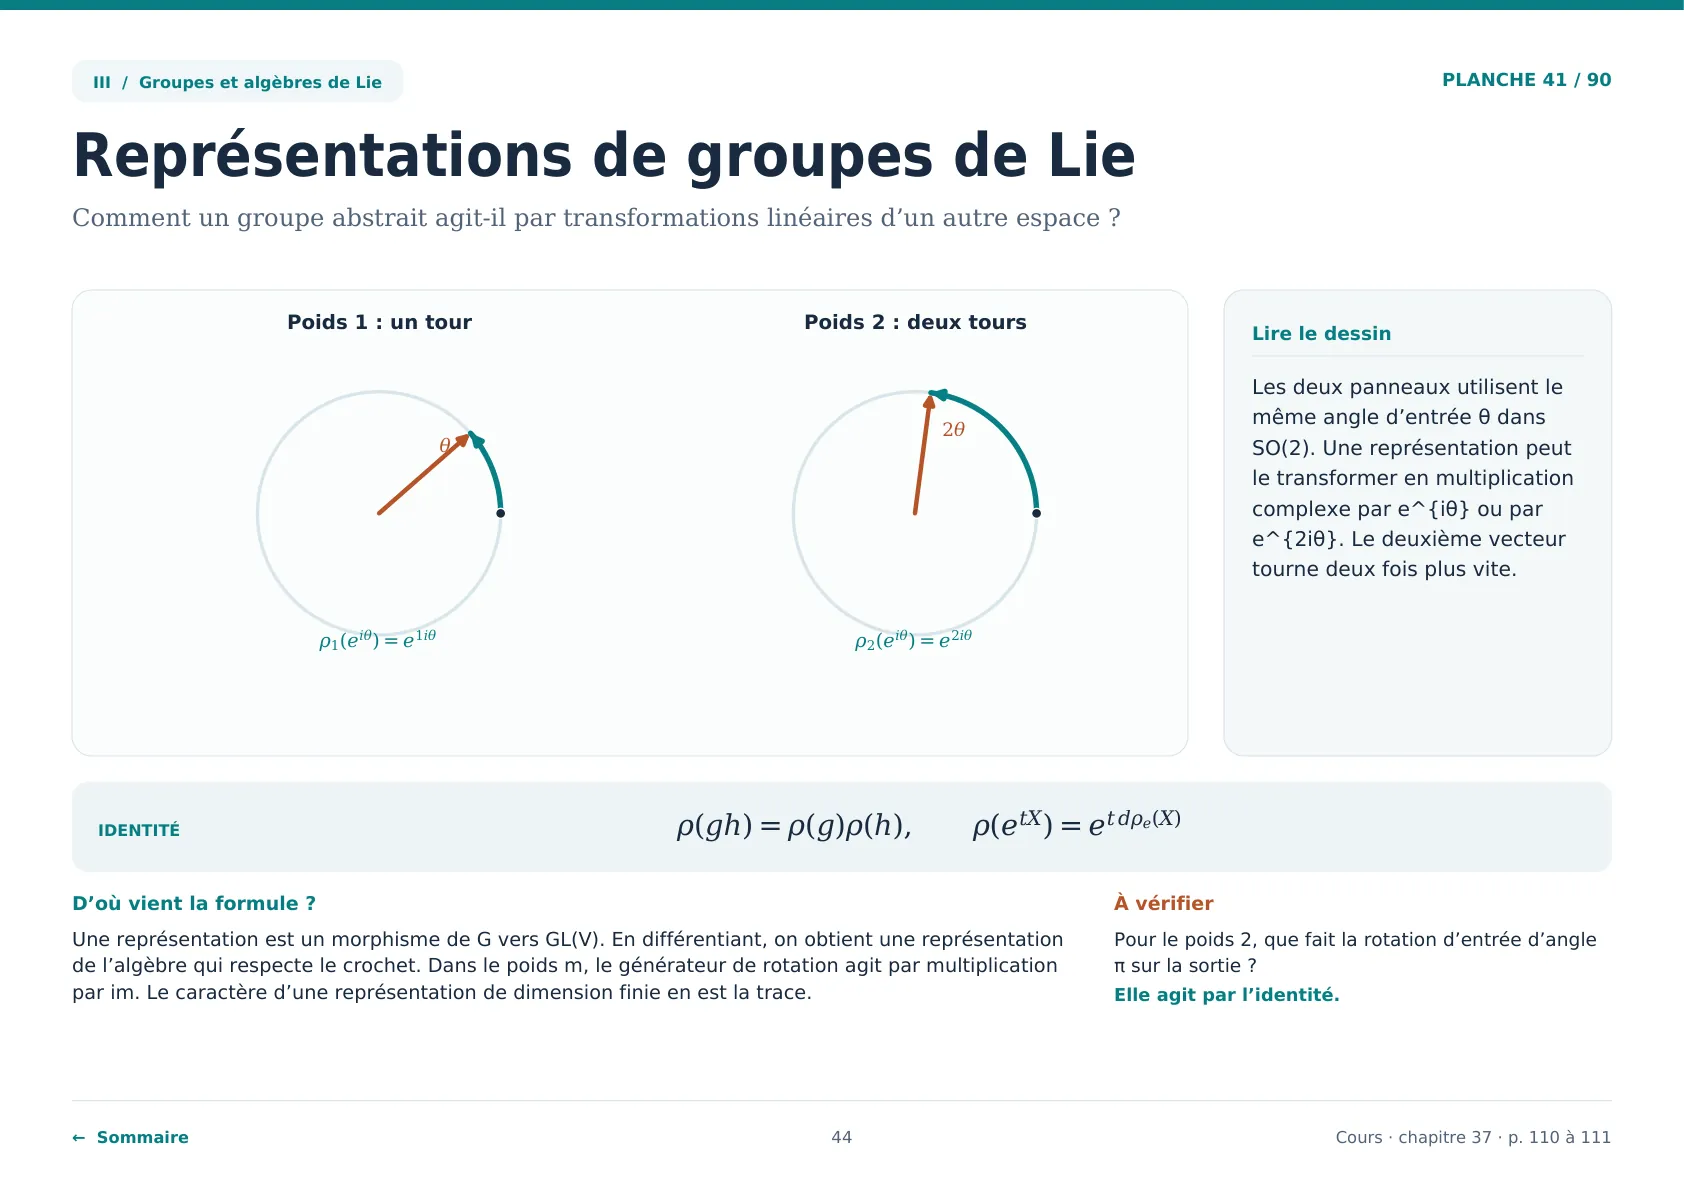 III / Groupes et algèbres de Lie
PLANCHE 41 / 90
Représentations de groupes de Lie
Comment un groupe abstrait agit-il par transformations linéaires d’un autre espace ?
Poids 1 : un tour
θ
ρ₁(e^{iθ}) = e^{1iθ}
Poids 2 : deux tours
2θ
ρ₂(e^{iθ}) = e^{2iθ}
Lire le dessin
Les deux panneaux utilisent le
même angle d’entrée θ dans
SO(2). Une représentation peut
le transformer en multiplication
complexe par e^{iθ} ou par
e^{2iθ}. Le deuxième vecteur
tourne deux fois plus vite.
IDENTITÉ
ρ(gh) = ρ(g)ρ(h), ρ(e^{tX}) = e^{t dρ_e(X)}
D’où vient la formule ?
Une représentation est un morphisme de G vers GL(V). En différentiant, on obtient une représentation
de l’algèbre qui respecte le crochet. Dans le poids m, le générateur de rotation agit par multiplication
par im. Le caractère d’une représentation de dimension finie en est la trace.
À vérifier
Pour le poids 2, que fait la rotation d’entrée d’angle
π sur la sortie ?
Elle agit par l’identité.
← Sommaire
44
Cours · chapitre 37 · p. 110 à 111